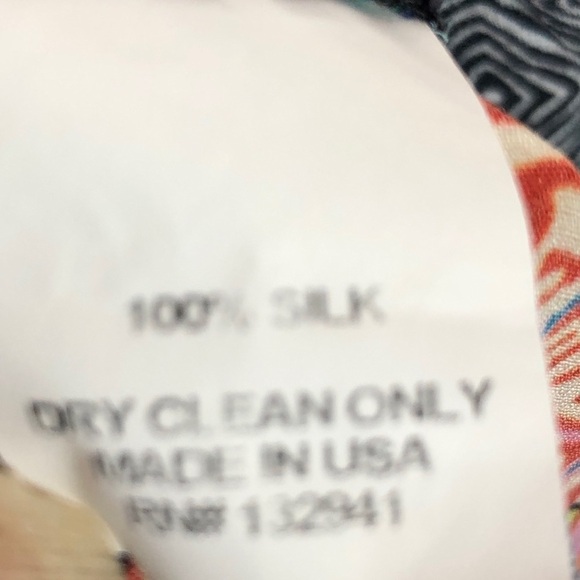 100% SILK
DRY CLEAN ONLY
MADE IN USA
RN# 132941